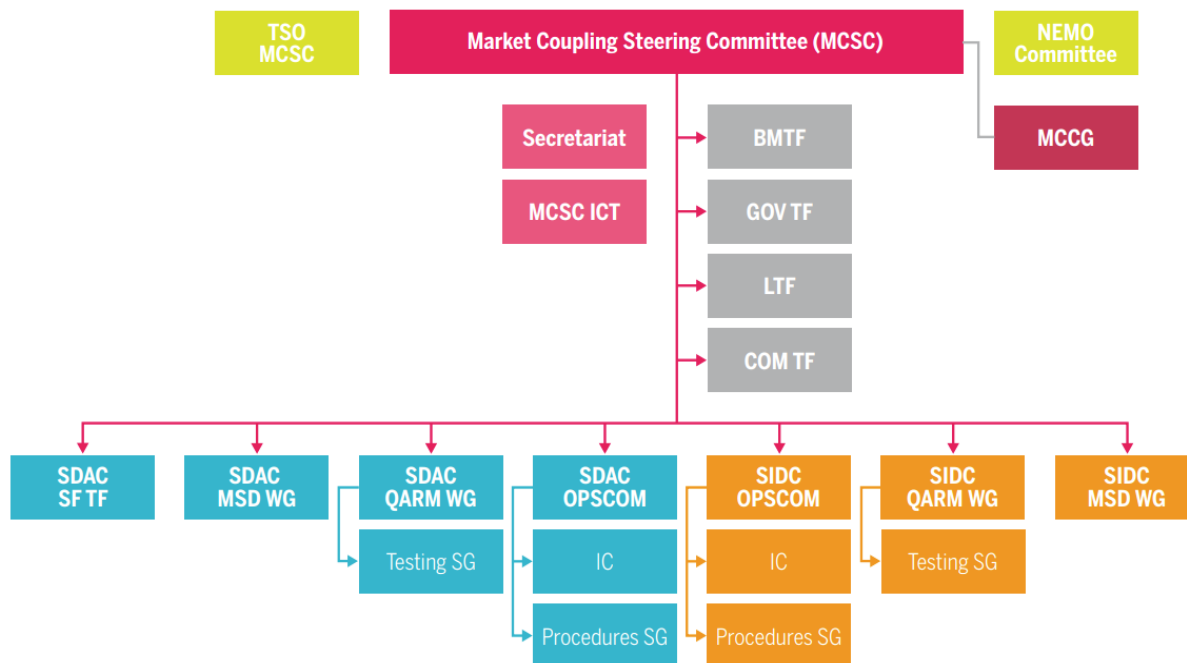 TSO
MCSC
Market Coupling Steering Committee (MCSC)
NEMO
Committee
Secretariat
BMTF
MCCG
MCSC ICT
GOV TF
LTF
COM TF
SDAC
SF TF
SDAC
MSD WG
SDAC
QARM WG
SDAC
OPSCOM
SIDC
OPSCOM
SIDC
QARM WG
SIDC
MSD WG
Testing SG
IC
IC
Testing SG
Procedures SG
Procedures SG